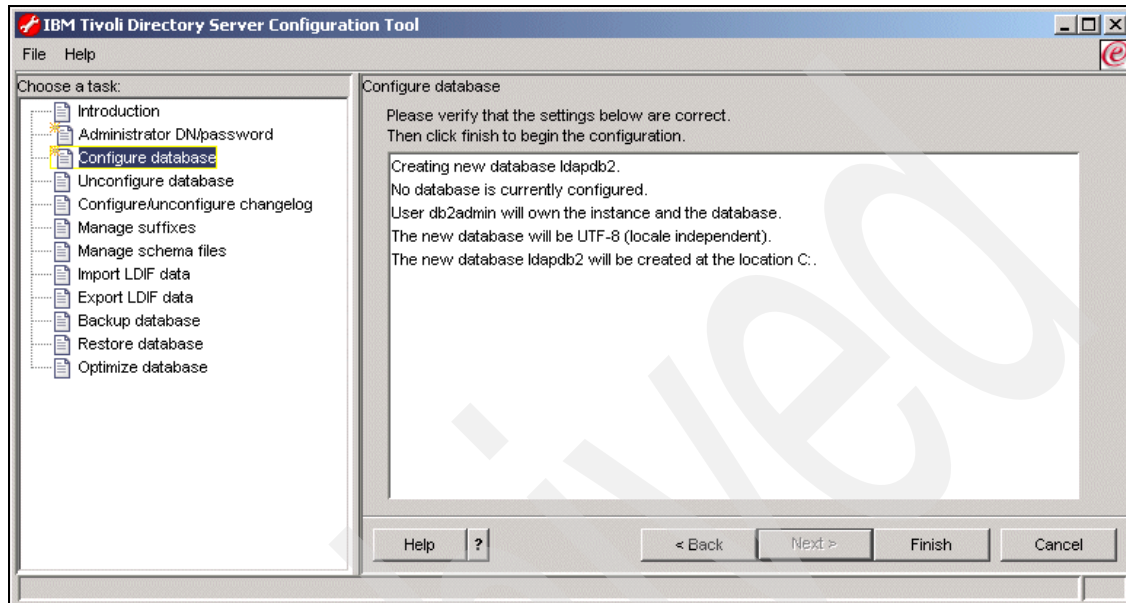 IBM Tivoli Directory Server Configuration Tool
File Help
Choose a task:
Introduction
Administrator DN/password
Configure database
Unconfigure database
Configure/unconfigure changelog
Manage suffixes
Manage schema files
Import LDIF data
Export LDIF data
Backup database
Restore database
Optimize database
Configure database
Please verify that the settings below are correct.
Then click finish to begin the configuration.
Creating new database ldapdb2.
No database is currently configured.
User db2admin will own the instance and the database.
The new database will be UTF-8 (locale independent).
The new database ldapdb2 will be created at the location C:.
Help ? < Back Next > Finish Cancel